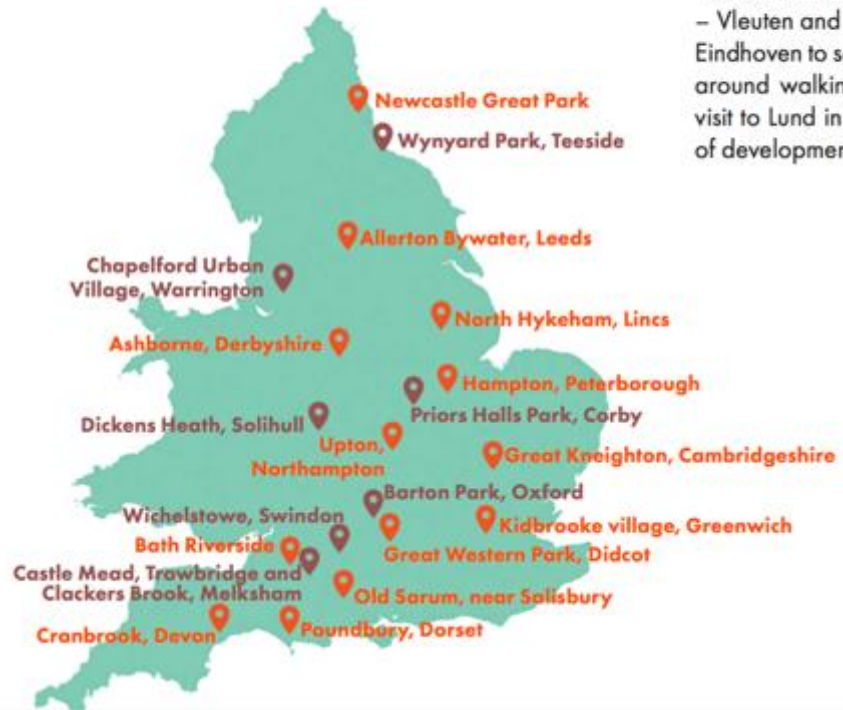 – Vleuten and
Eindhoven to s
around walkin
visit to Lund in
of developmen
Newcastle Great Park
Wynyard Park, Teeside
Allerton Bywater, Leeds
Chapelford Urban
Village, Warrington
North Hykeham, Lincs
Ashborne, Derbyshire
Hampton, Peterborough
Priors Halls Park, Corby
Dickens Heath, Solihull
Upton,
Northampton
Great Kneighton, Cambridgeshire
Barton Park, Oxford
Wichelstowe, Swindon
Kidbrooke village, Greenwich
Bath Riverside
Great Western Park, Didcot
Castle Mead, Trowbridge and
Clackers Brook, Melksham
Old Sarum, near Salisbury
Cranbrook, Devon
Poundbury, Dorset